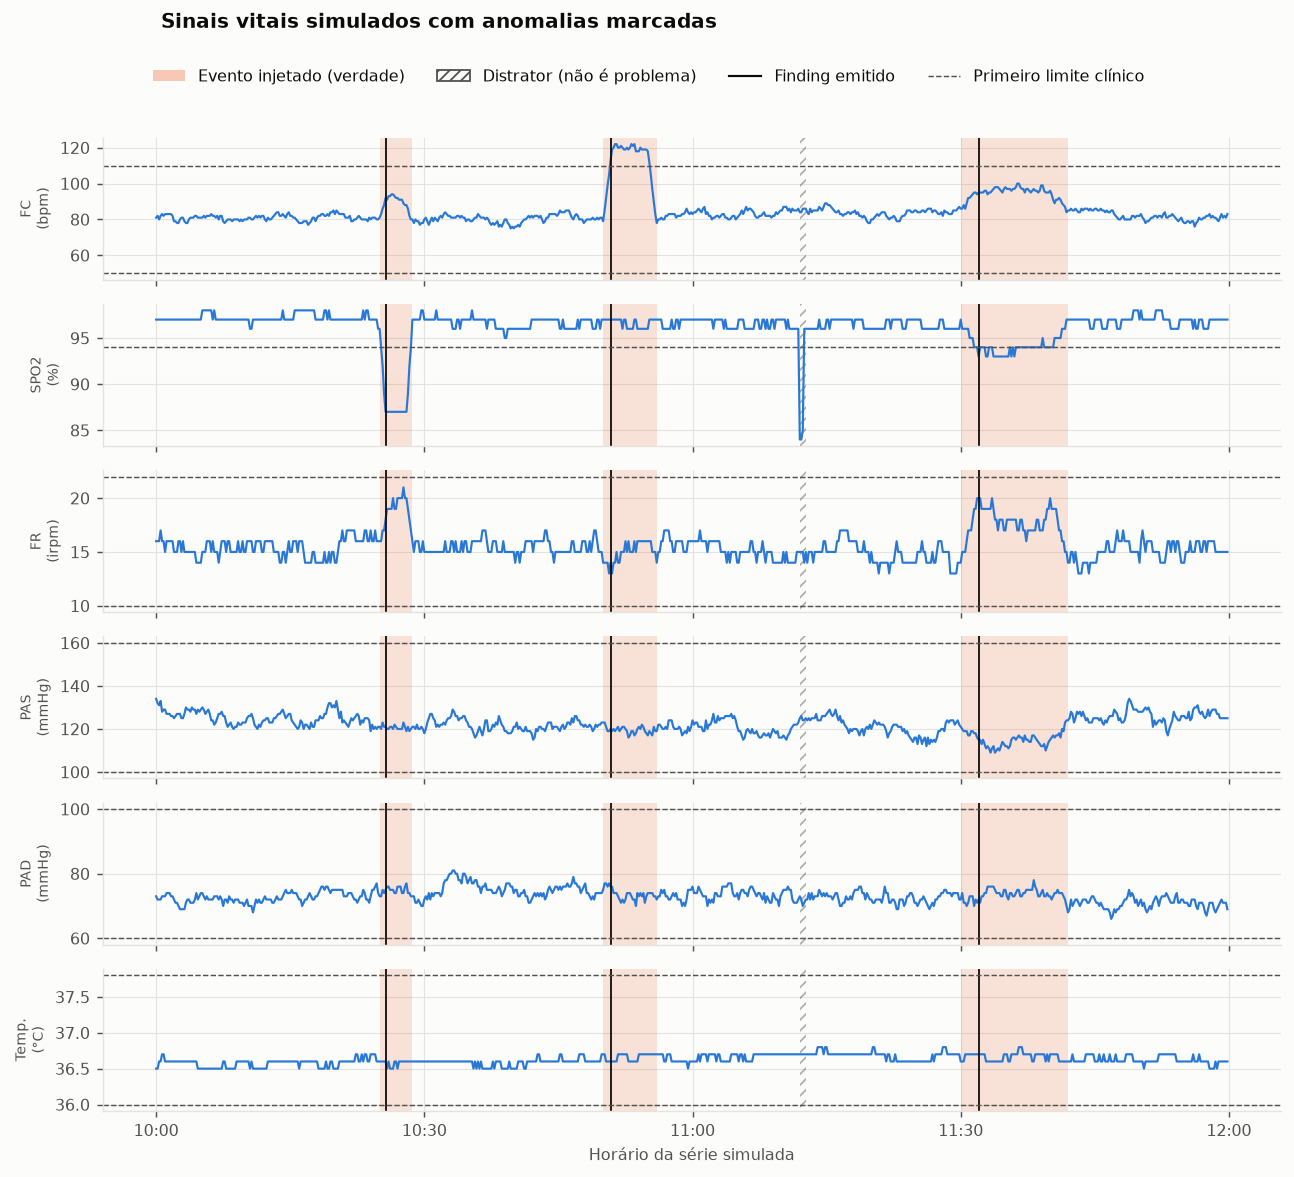 Sinais vitais simulados com anomalias marcadas
Evento injetado (verdade) Distrator (não é problema) Finding emitido Primeiro limite clínico
FC
(bpm)
120
100
80
60
SPO2
(%)
95
90
85
FR
(irpm)
20
15
10
PAS
(mmHg)
160
140
120
100
PAD
(mmHg)
100
80
60
Temp.
(°C)
37.5
37.0
36.5
36.0
10:00 10:30 11:00 11:30 12:00
Horário da série simulada